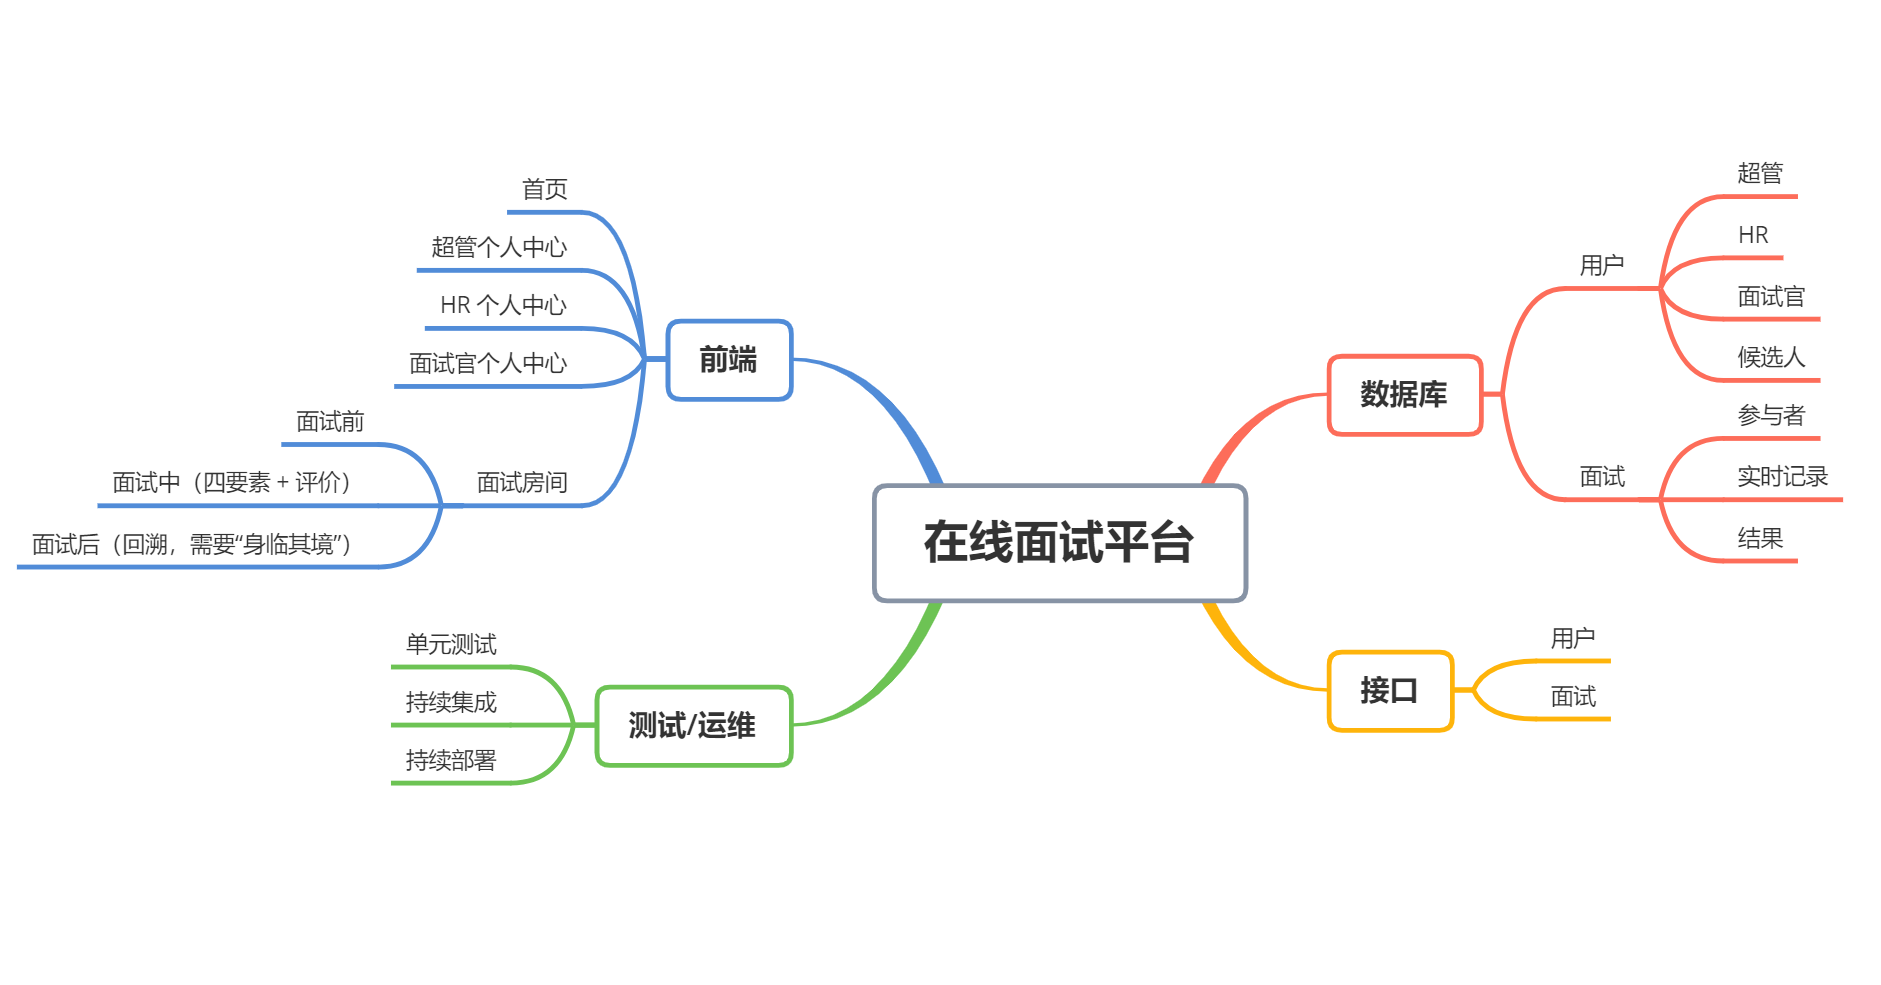 在线面试平台
前端
首页
超管个人中心
HR 个人中心
面试官个人中心
面试房间
面试前
面试中（四要素 + 评价）
面试后（回溯，需要“身临其境”）
测试/运维
单元测试
持续集成
持续部署
数据库
用户
超管
HR
面试官
候选人
面试
参与者
实时记录
结果
接口
用户
面试